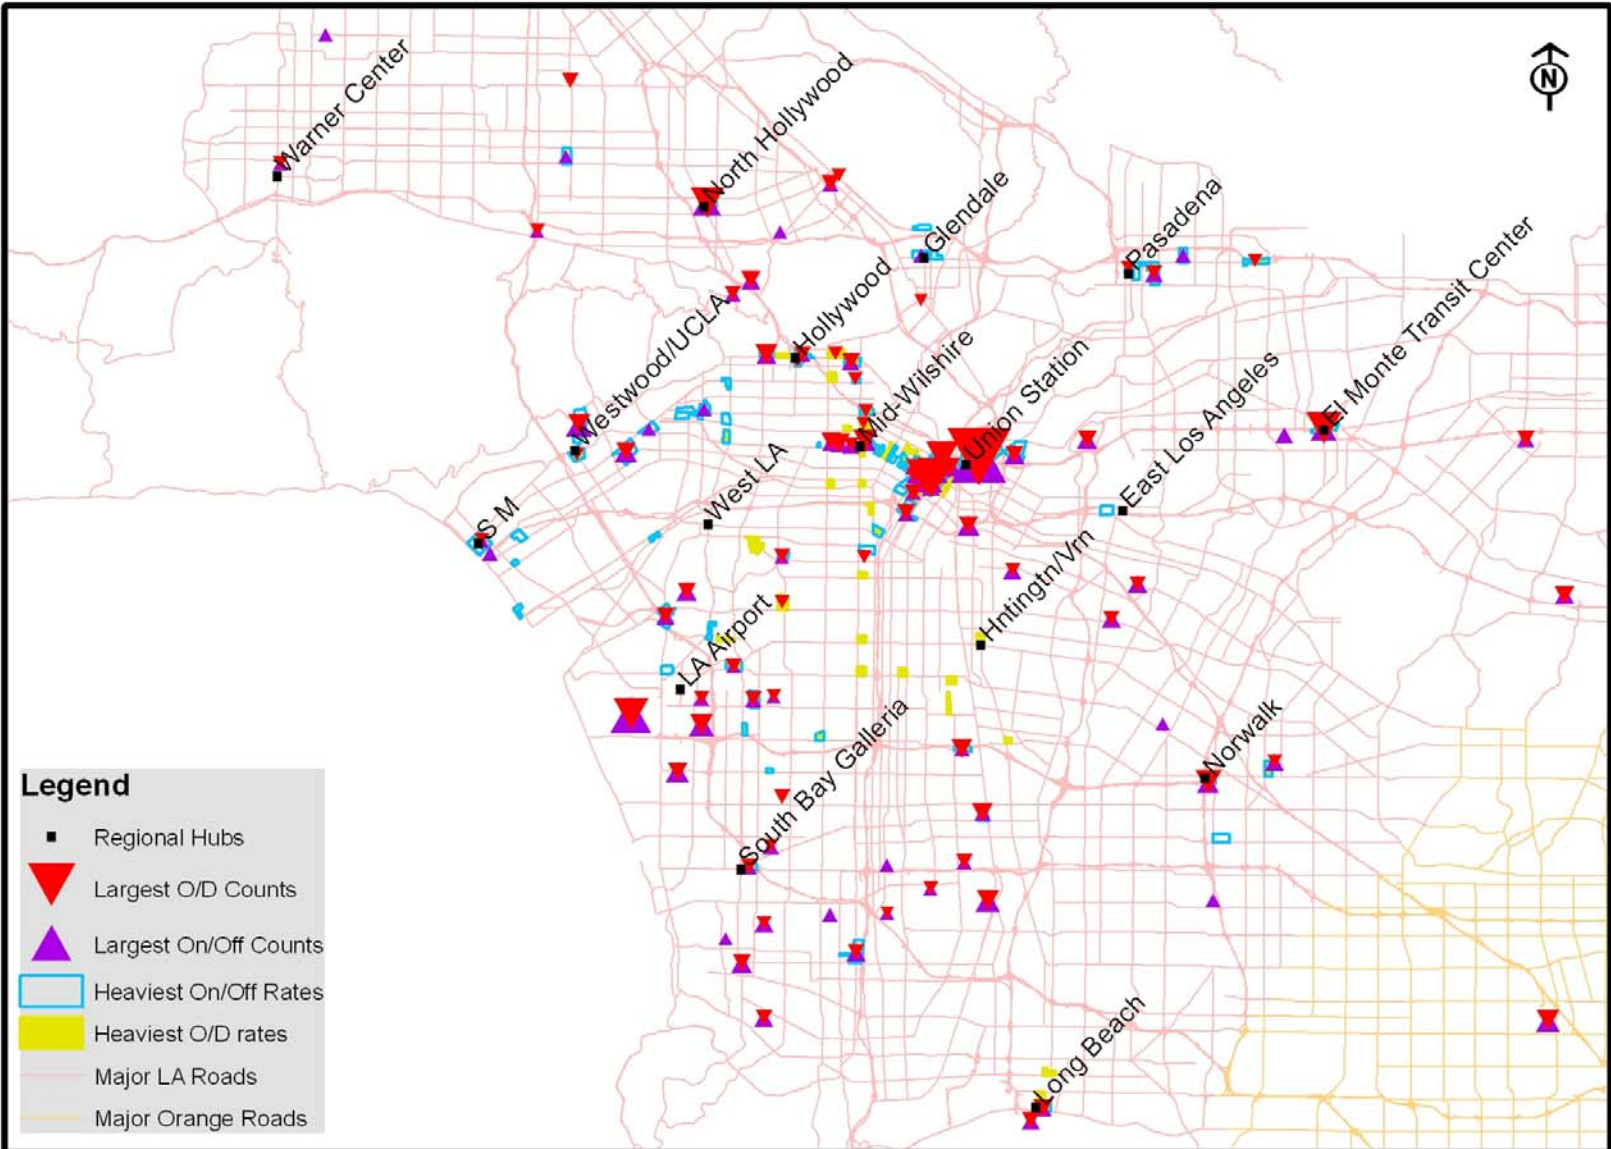 N
Warner Center
North Hollywood
Glendale
Pasadena
El Monte Transit Center
Hollywood
Westwood/UCLA
Mid-Wilshire
Union Station
East Los Angeles
West LA
S M
Hntingtn/Vrn
LA Airport
South Bay Galleria
Norwalk
Long Beach
Legend
Regional Hubs
Largest O/D Counts
Largest On/Off Counts
Heaviest On/Off Rates
Heaviest O/D rates
Major LA Roads
Major Orange Roads